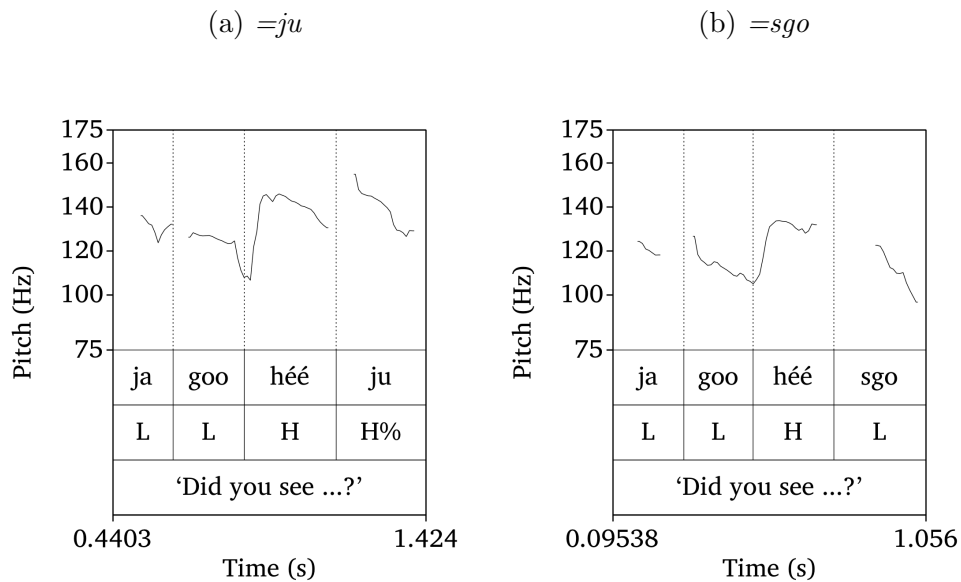 (a) =ju
175
160
140
120
100
75
Pitch (Hz)
ja goo héé ju
L L H H%
‘Did you see ...?’
0.4403 1.424
Time (s)
(b) =sgo
175
160
140
120
100
75
Pitch (Hz)
ja goo héé sgo
L L H L
‘Did you see ...?’
0.09538 1.056
Time (s)